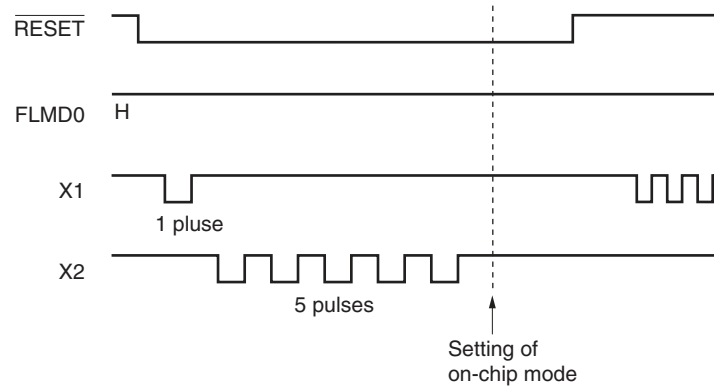 RESET
FLMD0
H
X1
1 pluse
X2
5 pulses
Setting of
on-chip mode